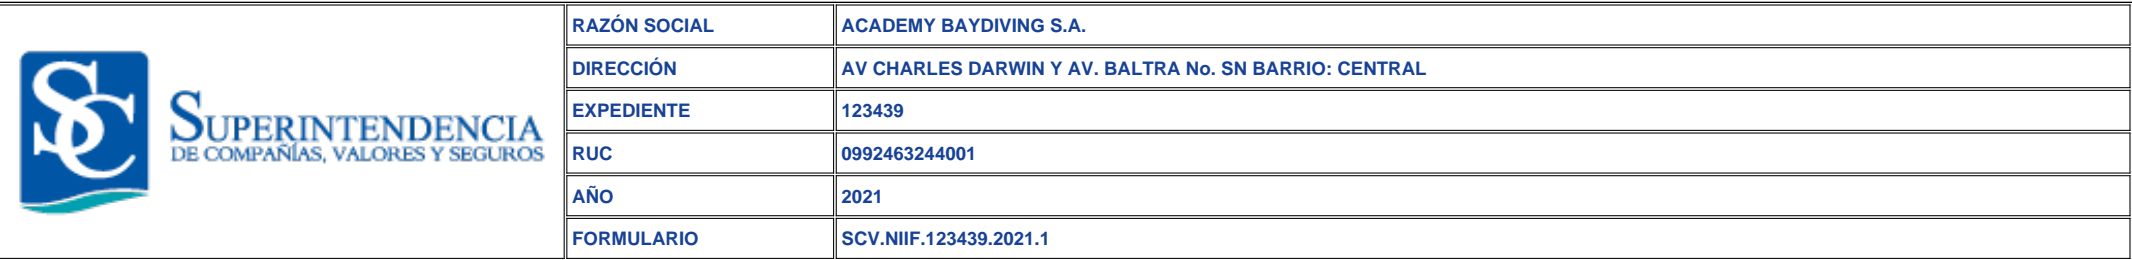 SC
SUPERINTENDENCIA
DE COMPAÑÍAS, VALORES Y SEGUROS
RAZÓN SOCIAL ACADEMY BAYDIVING S.A.
DIRECCIÓN AV CHARLES DARWIN Y AV. BALTRA No. SN BARRIO: CENTRAL
EXPEDIENTE 123439
RUC 0992463244001
AÑO 2021
FORMULARIO SCV.NIIF.123439.2021.1